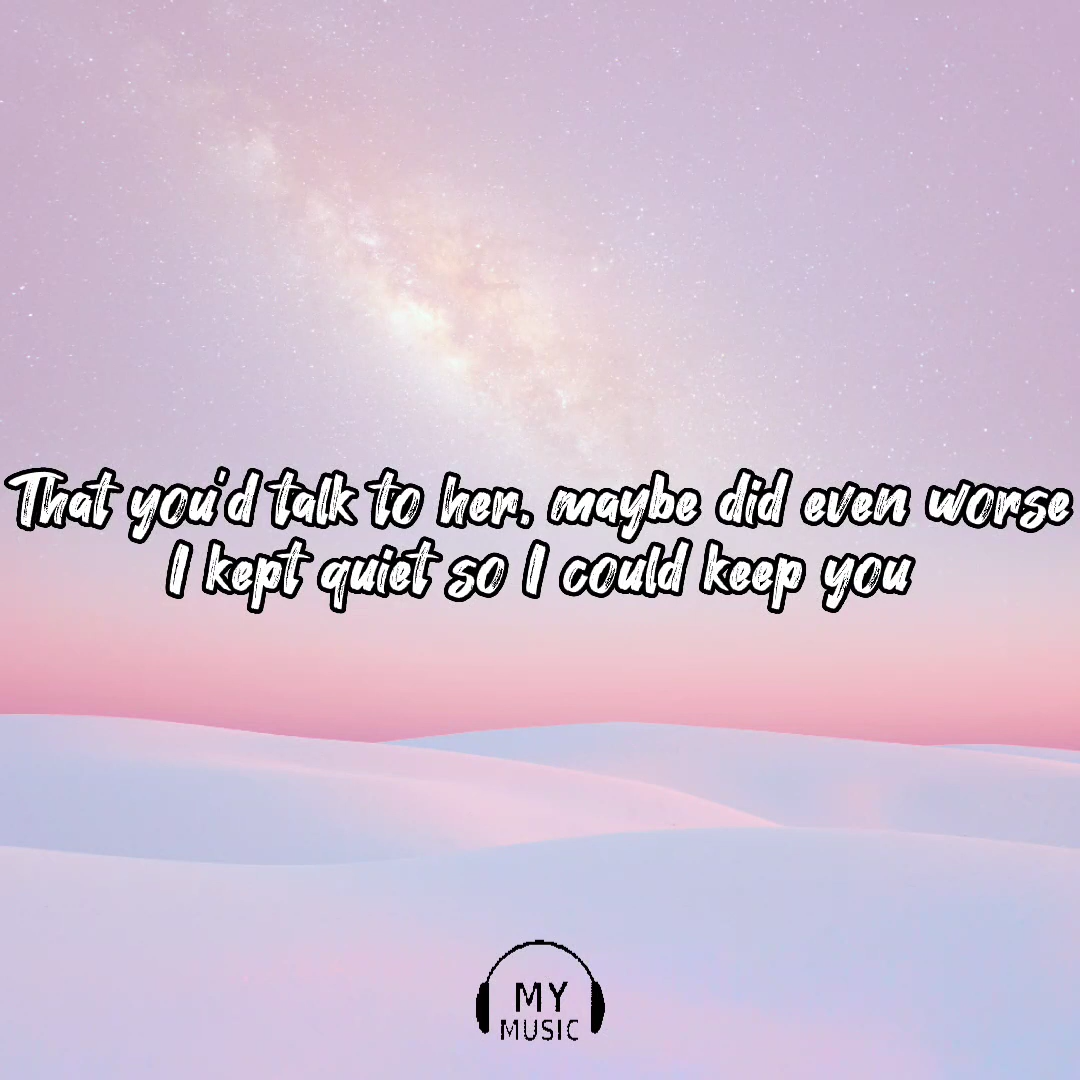 That you'd talk to her, maybe did even worse
I kept quiet so I could keep you
MY
MUSIC